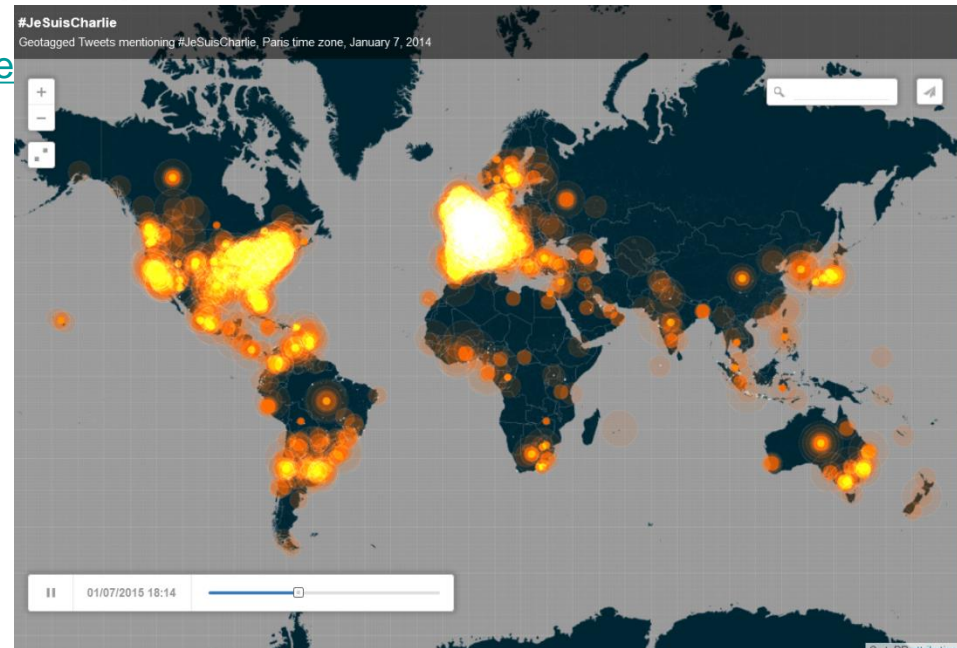 #JeSuisCharlie
Geotagged Tweets mentioning #JeSuisCharlie, Paris time zone, January 7, 2014
e
+
−
01/07/2015 18:14